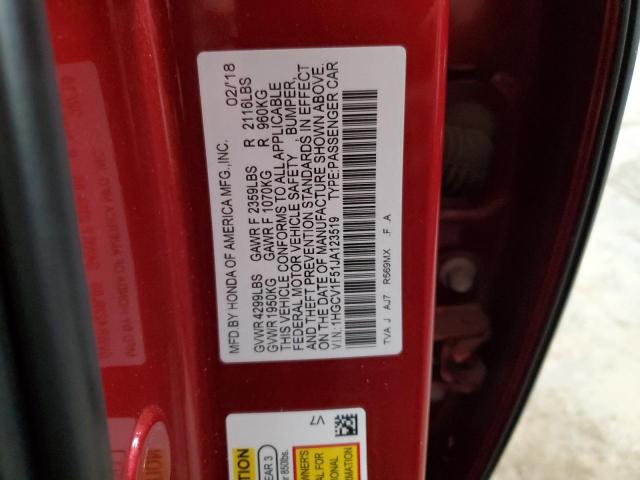 MFD.BY HONDA OF AMERICA MFG.,INC. 02/'18
GVWR 4299LBS GAWR F 2359LBS R 2116LBS
GVWR 1950KG GAWR F 1070KG R 960KG
THIS VEHICLE CONFORMS TO ALL APPLICABLE
FEDERAL MOTOR VEHICLE SAFETY , BUMPER,
AND THEFT PREVENTION STANDARDS IN EFFECT
ON THE DATE OF MANUFACTURE SHOWN ABOVE.
V.I.N.:1HGCV1F51JA123519 TYPE:PASSENGER CAR
TVA J AJ7 R569MX .F A